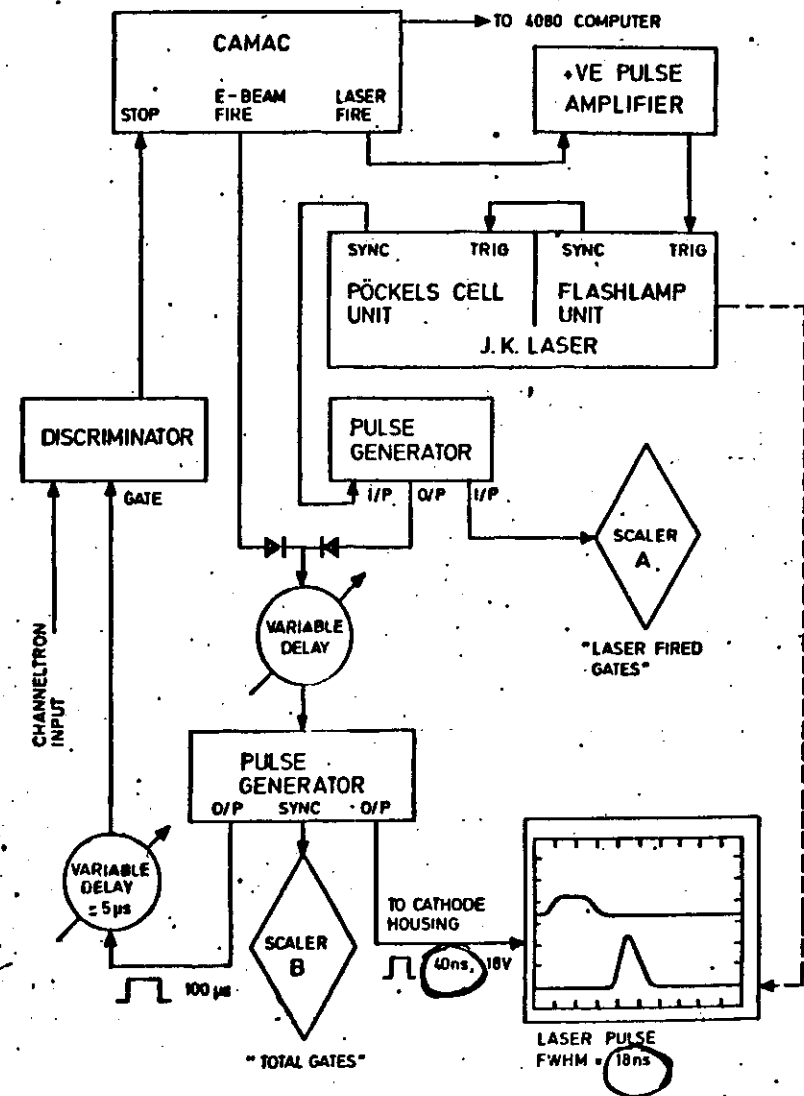 TO 4080 COMPUTER
CAMAC
STOP
E-BEAM
FIRE
LASER
FIRE
+VE PULSE
AMPLIFIER
SYNC
TRIG
SYNC
TRIG
PÖCKELS CELL
UNIT
FLASHLAMP
UNIT
J.K. LASER
DISCRIMINATOR
GATE
CHANNELTRON
INPUT
PULSE
GENERATOR
I/P
O/P
I/P
SCALER
A
"LASER FIRED
GATES"
VARIABLE
DELAY
PULSE
GENERATOR
O/P
SYNC
O/P
VARIABLE
DELAY
= 5µs
100 µs
SCALER
B
"TOTAL GATES"
TO CATHODE
HOUSING
40ns, 18V
LASER PULSE
FWHM = 18ns